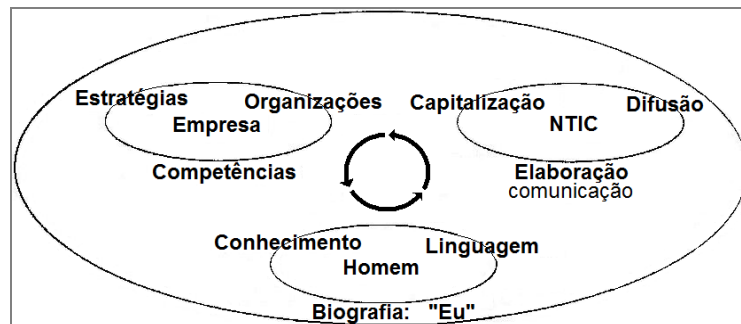 Estratégias Organizações
Empresa
Competências
Capitalização Difusão
NTIC
Elaboração
comunicação
Conhecimento Linguagem
Homem
Biografia: "Eu"